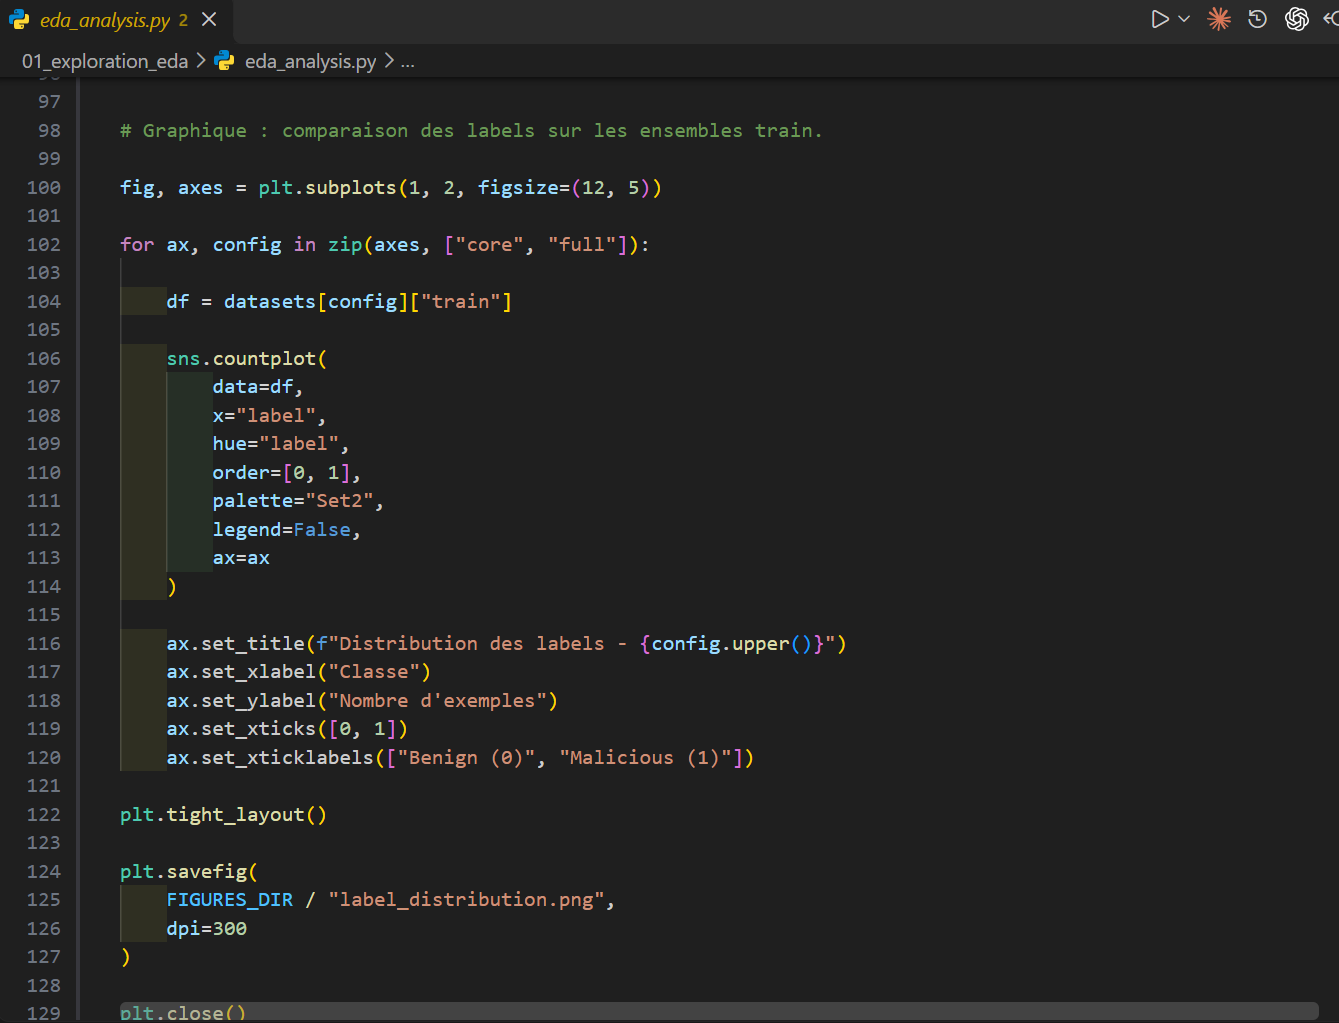 eda_analysis.py 2
01_exploration_eda > eda_analysis.py > ...
97
98 # Graphique : comparaison des labels sur les ensembles train.
99
100 fig, axes = plt.subplots(1, 2, figsize=(12, 5))
101
102 for ax, config in zip(axes, ["core", "full"]):
103
104     df = datasets[config]["train"]
105
106     sns.countplot(
107         data=df,
108         x="label",
109         hue="label",
110         order=[0, 1],
111         palette="Set2",
112         legend=False,
113         ax=ax
114     )
115
116     ax.set_title(f"Distribution des labels - {config.upper()}")
117     ax.set_xlabel("Classe")
118     ax.set_ylabel("Nombre d'exemples")
119     ax.set_xticks([0, 1])
120     ax.set_xticklabels(["Benign (0)", "Malicious (1)"])
121
122 plt.tight_layout()
123
124 plt.savefig(
125     FIGURES_DIR / "label_distribution.png",
126     dpi=300
127 )
128
129 plt.close()